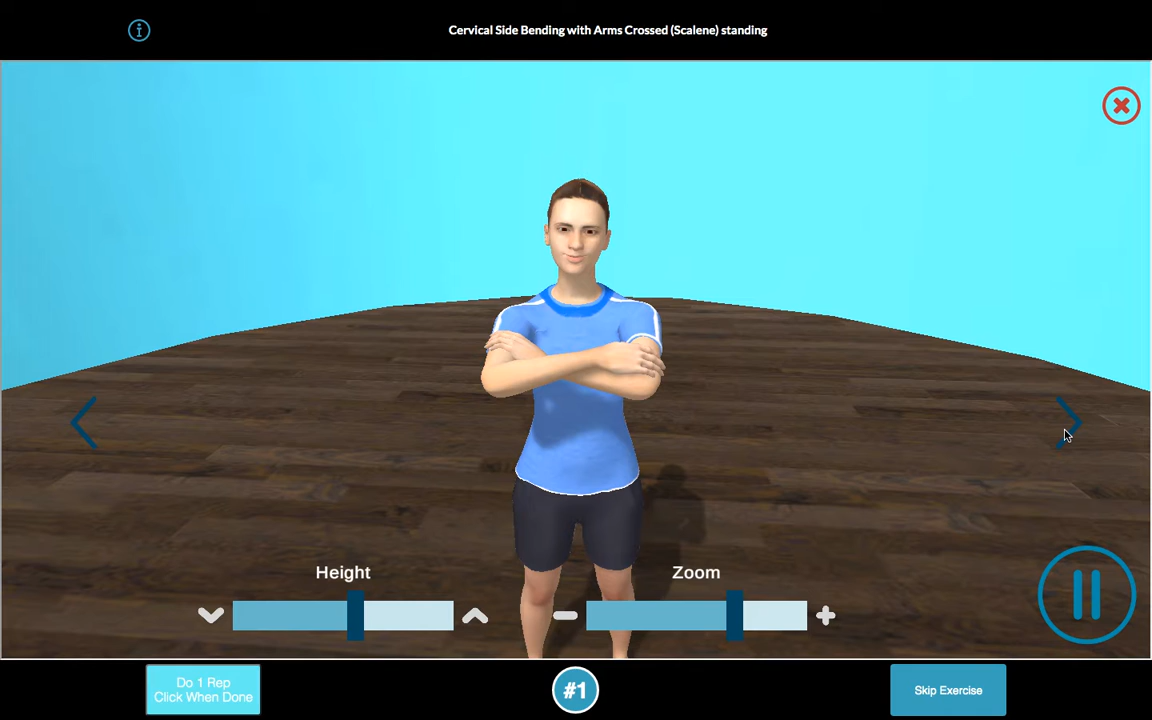 Cervical Side Bending with Arms Crossed (Scalene) standing
Height
Zoom
Do 1 Rep
Click When Done
#1
Skip Exercise